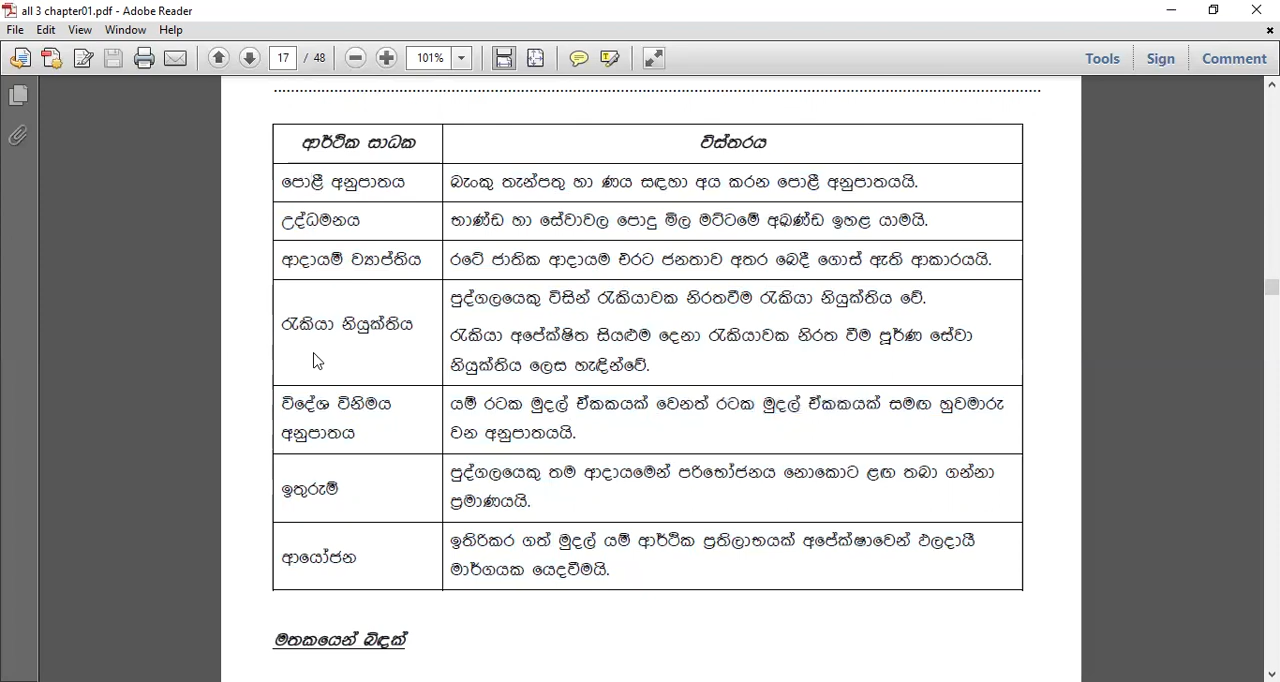 all 3 chapter01.pdf - Adobe Reader
File Edit View Window Help
17 / 48 101% Tools Sign Comment
ආර්ථික සාධක විස්තරය
පොළී අනුපාතය බැංකු තැන්පතු හා ණය සඳහා අය කරන පොළී අනුපාතයයි.
උද්ධමනය භාණ්ඩ හා සේවාවල පොදු මිල මට්ටමේ අඛණ්ඩ ඉහළ යාමයි.
ආදායම් ව්‍යාප්තිය රටේ ජාතික ආදායම එරට ජනතාව අතර බෙදී ගොස් ඇති ආකාරයයි.
රැකියා නියුක්තිය පුද්ගලයෙකු විසින් රැකියාවක නිරතවීම රැකියා නියුක්තිය වේ.
රැකියා අපේක්ෂිත සියළුම දෙනා රැකියාවක නිරත වීම පූර්ණ සේවා
නියුක්තිය ලෙස හැඳින්වේ.
විදේශ විනිමය යම් රටක මුදල් ඒකකයක් වෙනත් රටක මුදල් ඒකකයක් සමඟ හුවමාරු
අනුපාතය වන අනුපාතයයි.
ඉතුරුම් පුද්ගලයෙකු තම ආදායමෙන් පරිභෝජනය නොකොට ළඟ තබා ගන්නා
ප්‍රමාණයයි.
ආයෝජන ඉතිරිකර ගත් මුදල් යම් ආර්ථික ප්‍රතිලාභයක් අපේක්ෂාවෙන් ඵලදායී
මාර්ගයක යෙදවීමයි.
මතකයෙන් බිඳක්